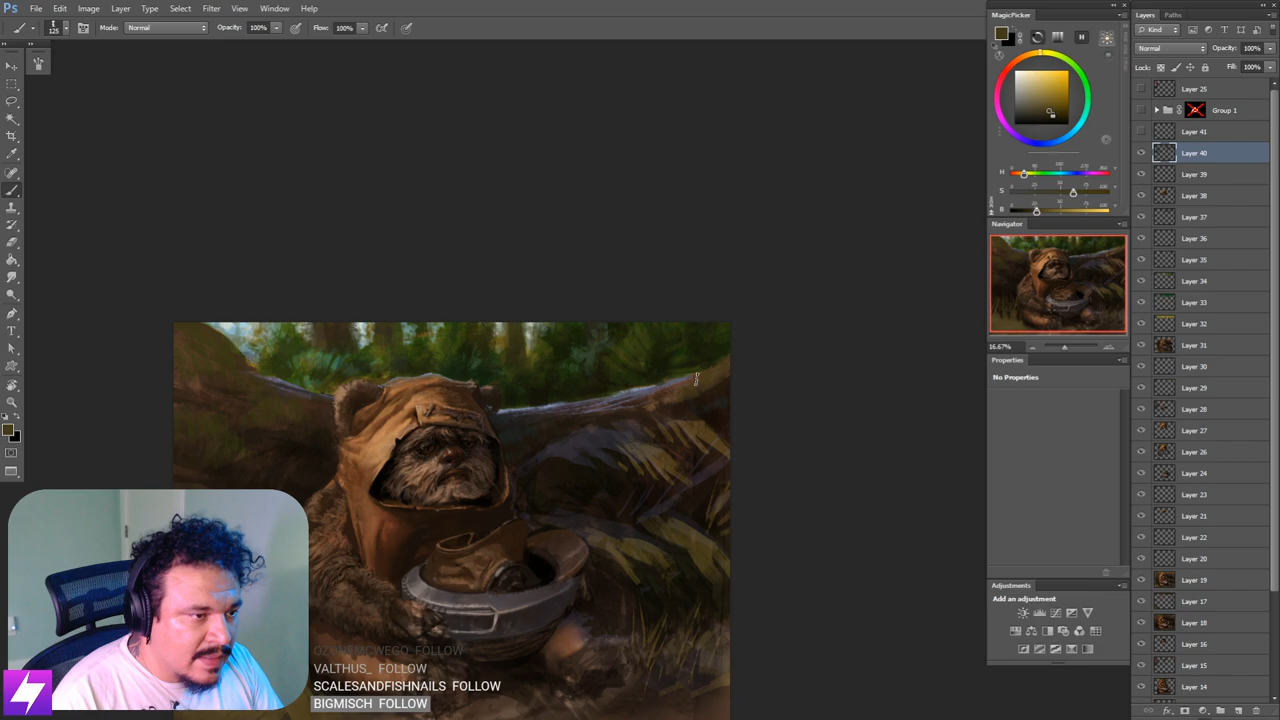 Ps File Edit Image Layer Type Select Filter View Window Help
125 Mode: Normal Opacity: 100% Flow: 100%
MagicPicker
H
H
S
B
Navigator
16.67%
Properties
No Properties
Adjustments
Add an adjustment
Layers Paths
Kind
Normal Opacity: 100%
Lock: Fill: 100%
Layer 25
Group 1
Layer 41
Layer 40
Layer 39
Layer 38
Layer 37
Layer 36
Layer 35
Layer 34
Layer 33
Layer 32
Layer 31
Layer 30
Layer 29
Layer 28
Layer 27
Layer 26
Layer 24
Layer 23
Layer 21
Layer 22
Layer 20
Layer 19
Layer 17
Layer 18
Layer 16
Layer 15
Layer 14
FOLLOW
VALTHUS_ FOLLOW
SCALESANDFISHNAILS FOLLOW
BIGMISCH FOLLOW